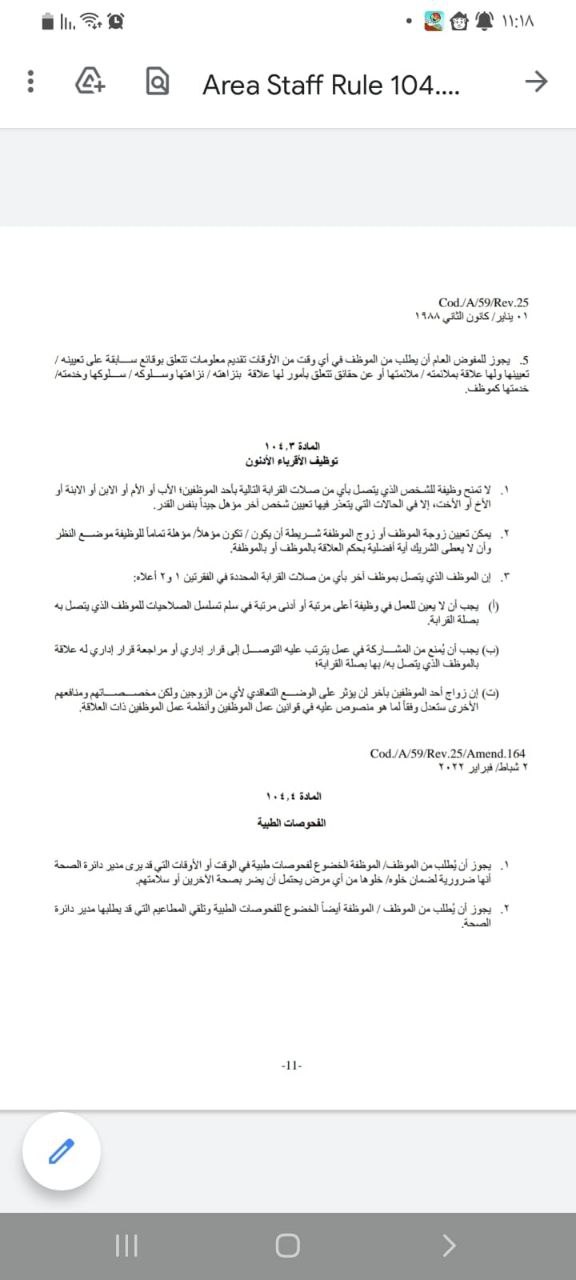 ١١:١٨
Area Staff Rule 104....
Cod./A/59/Rev.25
٠١ يناير/ كانون الثاني ١٩٨٨
5. يجوز للمفوض العام أن يطلب من الموظف في أي وقت من الأوقات تقديم معلومات تتعلق بوقائع ســـابقة على تعيينه /
تعيينها ولها علاقة بملائمته / ملائمتها أو عن حقائق تتعلق بأمور لها علاقة بنزاهته / نزاهتها وســـلوكه / ســـلوكها وخدمته/
خدمتها كموظف.
المادة ١٠٤,٣
توظيف الأقرباء الأدنون
١. لا تمنح وظيفة للشخص الذي يتصل بأي من صلات القرابة التالية بأحد الموظفين؛ الأب أو الأم أو الابن أو الابنة أو
الأخ أو الأخت، إلا في الحالات التي يتعذر فيها تعيين شخص آخر مؤهل جيداً بنفس القدر.
٢. يمكن تعيين زوجة الموظف أو زوج الموظفة شـــريطة أن يكون / تكون مؤهلاً/ مؤهلة تماماً للوظيفة موضـــع النظر
وأن لا يعطى الشريك أية أفضلية بحكم العلاقة بالموظف أو بالموظفة.
٣. إن الموظف الذي يتصل بموظف آخر بأي من صلات القرابة المحددة في الفقرتين ١ و٢ أعلاه:
(أ) يجب أن لا يعين للعمل في وظيفة أعلى مرتبة أو أدنى مرتبة في سلم تسلسل الصلاحيات للموظف الذي يتصل به
بصلة القرابة.
(ب) يجب أن يُمنع من المشـــاركة في عمل يترتب عليه التوصـــل إلى قرار إداري أو مراجعة قرار إداري له علاقة
بالموظف الذي يتصل به/ بها بصلة القرابة؛
(ت) إن زواج أحد الموظفين بآخر لن يؤثر على الوضـــع التعاقدي لأي من الزوجين ولكن مخصـــصـــاتهم ومنافعهم
الأخرى ستعدل وفقاً لما هو منصوص عليه في قوانين عمل الموظفين وأنظمة عمل الموظفين ذات العلاقة.
Cod./A/59/Rev.25/Amend.164
٢ شباط/ فبراير ٢٠٢٢
المادة ١٠٤,٤
الفحوصات الطبية
١. يجوز أن يُطلب من الموظف/ الموظفة الخضوع لفحوصات طبية في الوقت أو الأوقات التي قد يرى مدير دائرة الصحة
أنها ضرورية لضمان خلوه/ خلوها من أي مرض يحتمل أن يضر بصحة الآخرين أو سلامتهم.
٢. يجوز أن يُطلب من الموظف / الموظفة أيضاً الخضوع للفحوصات الطبية وتلقي المطاعيم التي قد يطلبها مدير دائرة
الصحة.
-11-